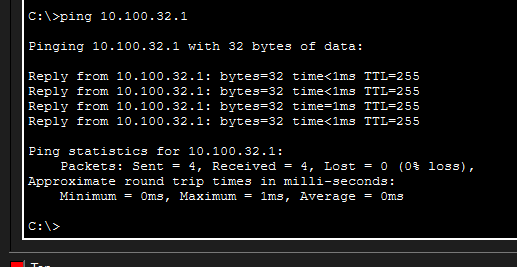 C:\>ping 10.100.32.1
Pinging 10.100.32.1 with 32 bytes of data:
Reply from 10.100.32.1: bytes=32 time<1ms TTL=255
Reply from 10.100.32.1: bytes=32 time<1ms TTL=255
Reply from 10.100.32.1: bytes=32 time=1ms TTL=255
Reply from 10.100.32.1: bytes=32 time<1ms TTL=255
Ping statistics for 10.100.32.1:
    Packets: Sent = 4, Received = 4, Lost = 0 (0% loss),
Approximate round trip times in milli-seconds:
    Minimum = 0ms, Maximum = 1ms, Average = 0ms
C:\>